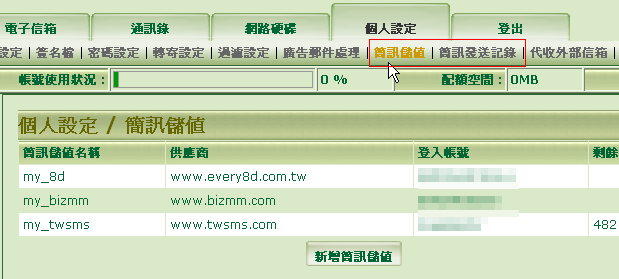 電子信箱 通訊錄 網路硬碟 個人設定 登出
設定 | 簽名檔 | 密碼設定 | 轉寄設定 | 過濾設定 | 廣告郵件處理 | 簡訊儲值 | 簡訊發送記錄 | 代收外部信箱 |
帳號使用狀況： 0 % 配額空間： 0MB
個人設定 / 簡訊儲值
簡訊儲值名稱 供應商 登入帳號 剩餘
my_8d www.every8d.com.tw
my_bizmm www.bizmm.com
my_twsms www.twsms.com 482
新增簡訊儲值